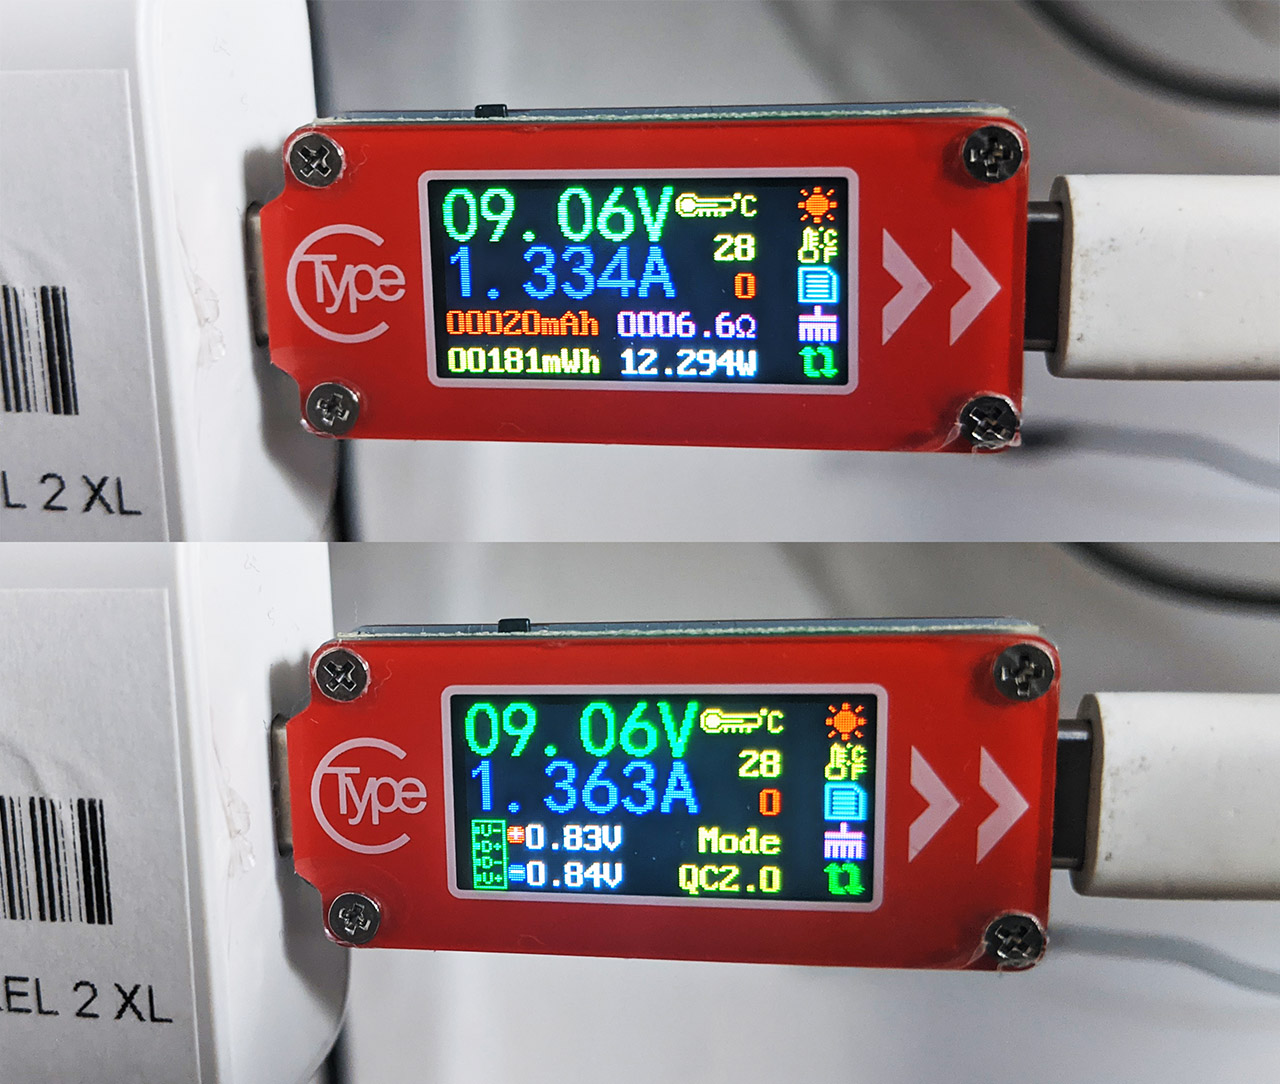 Type C
09.06V °C
28
1.334A
0
00020mAh 0006.6Ω
00181mWh 12.294W
°C
°F
L 2 XL
Type C
09.06V °C
28
1.363A
0
U-
D+
D-
U+
+0.83V Mode
-0.84V QC2.0
°C
°F
EL 2 XL